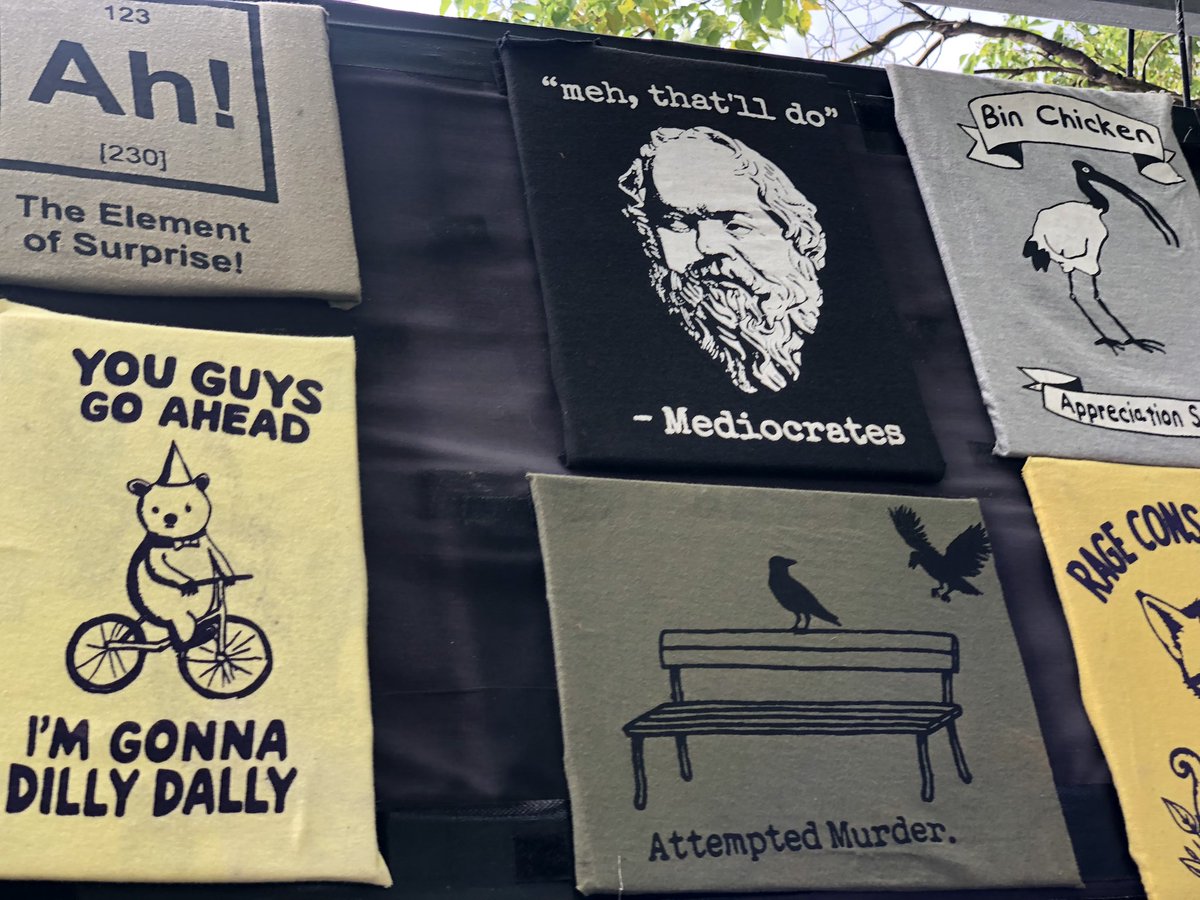 123
Ah!
[230]
The Element
of Surprise!
"meh, that'll do"
- Mediocrates
Bin Chicken
Appreciation
YOU GUYS
GO AHEAD
I'M GONNA
DILLY DALLY
Attempted Murder.
RAGE